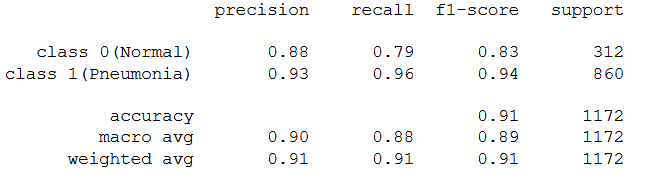 precision recall f1-score support
class 0(Normal) 0.88 0.79 0.83 312
class 1(Pneumonia) 0.93 0.96 0.94 860
accuracy 0.91 1172
macro avg 0.90 0.88 0.89 1172
weighted avg 0.91 0.91 0.91 1172